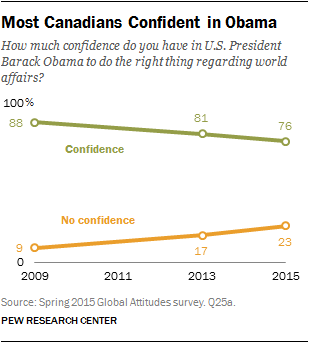 Most Canadians Confident in Obama
How much confidence do you have in U.S. President
Barack Obama to do the right thing regarding world
affairs?
100%
88
81
76
Confidence
No confidence
9
17
23
0
2009 2011 2013 2015
Source: Spring 2015 Global Attitudes survey. Q25a.
PEW RESEARCH CENTER